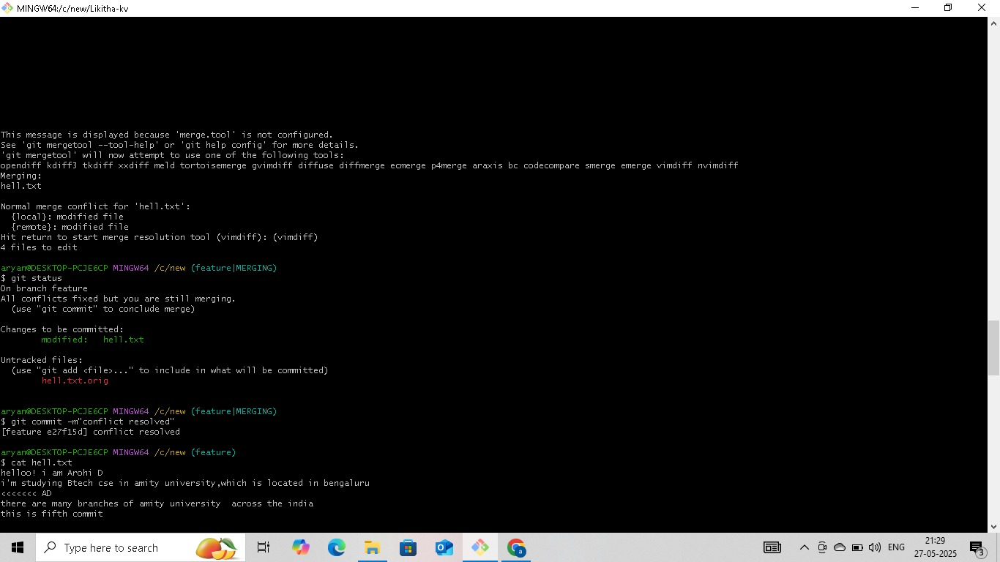 MINGW64:/c/new/Likitha-kv
This message is displayed because 'merge.tool' is not configured.
See 'git mergetool --tool-help' or 'git help config' for more details.
'git mergetool' will now attempt to use one of the following tools:
opendiff kdiff3 tkdiff xxdiff meld tortoisemerge gvimdiff diffuse diffmerge ecmerge p4merge araxis bc codecompare smerge emerge vimdiff nvimdiff
Merging:
hell.txt
Normal merge conflict for 'hell.txt':
  {local}: modified file
  {remote}: modified file
Hit return to start merge resolution tool (vimdiff): (vimdiff)
4 files to edit
aryan@DESKTOP-PCJE6CP MINGW64 /c/new (feature|MERGING)
$ git status
On branch feature
All conflicts fixed but you are still merging.
  (use "git commit" to conclude merge)
Changes to be committed:
        modified:   hell.txt
Untracked files:
  (use "git add <file>..." to include in what will be committed)
        hell.txt.orig
aryan@DESKTOP-PCJE6CP MINGW64 /c/new (feature|MERGING)
$ git commit -m"conflict resolved"
[feature e27f15d] conflict resolved
aryan@DESKTOP-PCJE6CP MINGW64 /c/new (feature)
$ cat hell.txt
helloo! i am Arohi D
i'm studying Btech cse in amity university,which is located in bengaluru
<<<<<<< AD
there are many branches of amity university  across the india
this is fifth commit
Type here to search
ENG
21:29
27-05-2025
3